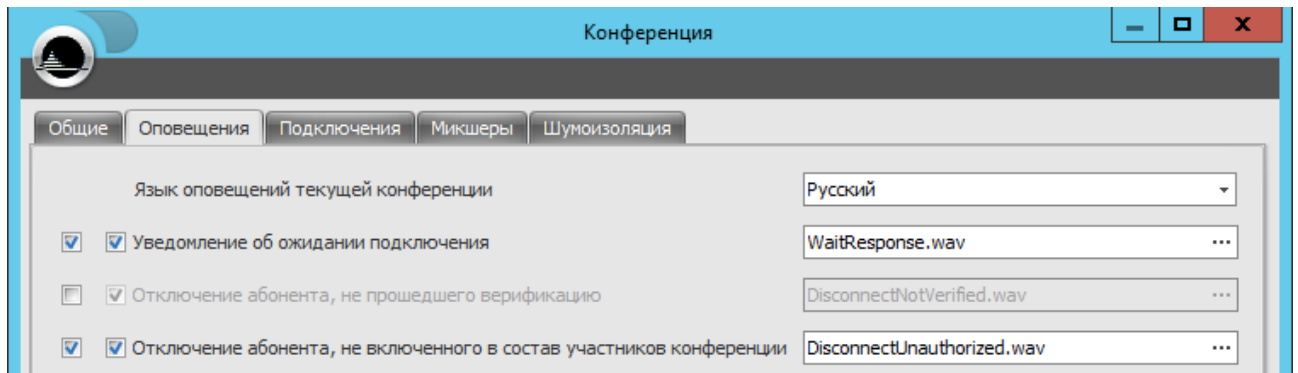 Конференция
Общие Оповещения Подключения Микшеры Шумоизоляция
Язык оповещений текущей конференции Русский
Уведомление об ожидании подключения WaitResponse.wav ...
Отключение абонента, не прошедшего верификацию DisconnectNotVerified.wav ...
Отключение абонента, не включенного в состав участников конференции DisconnectUnauthorized.wav ...